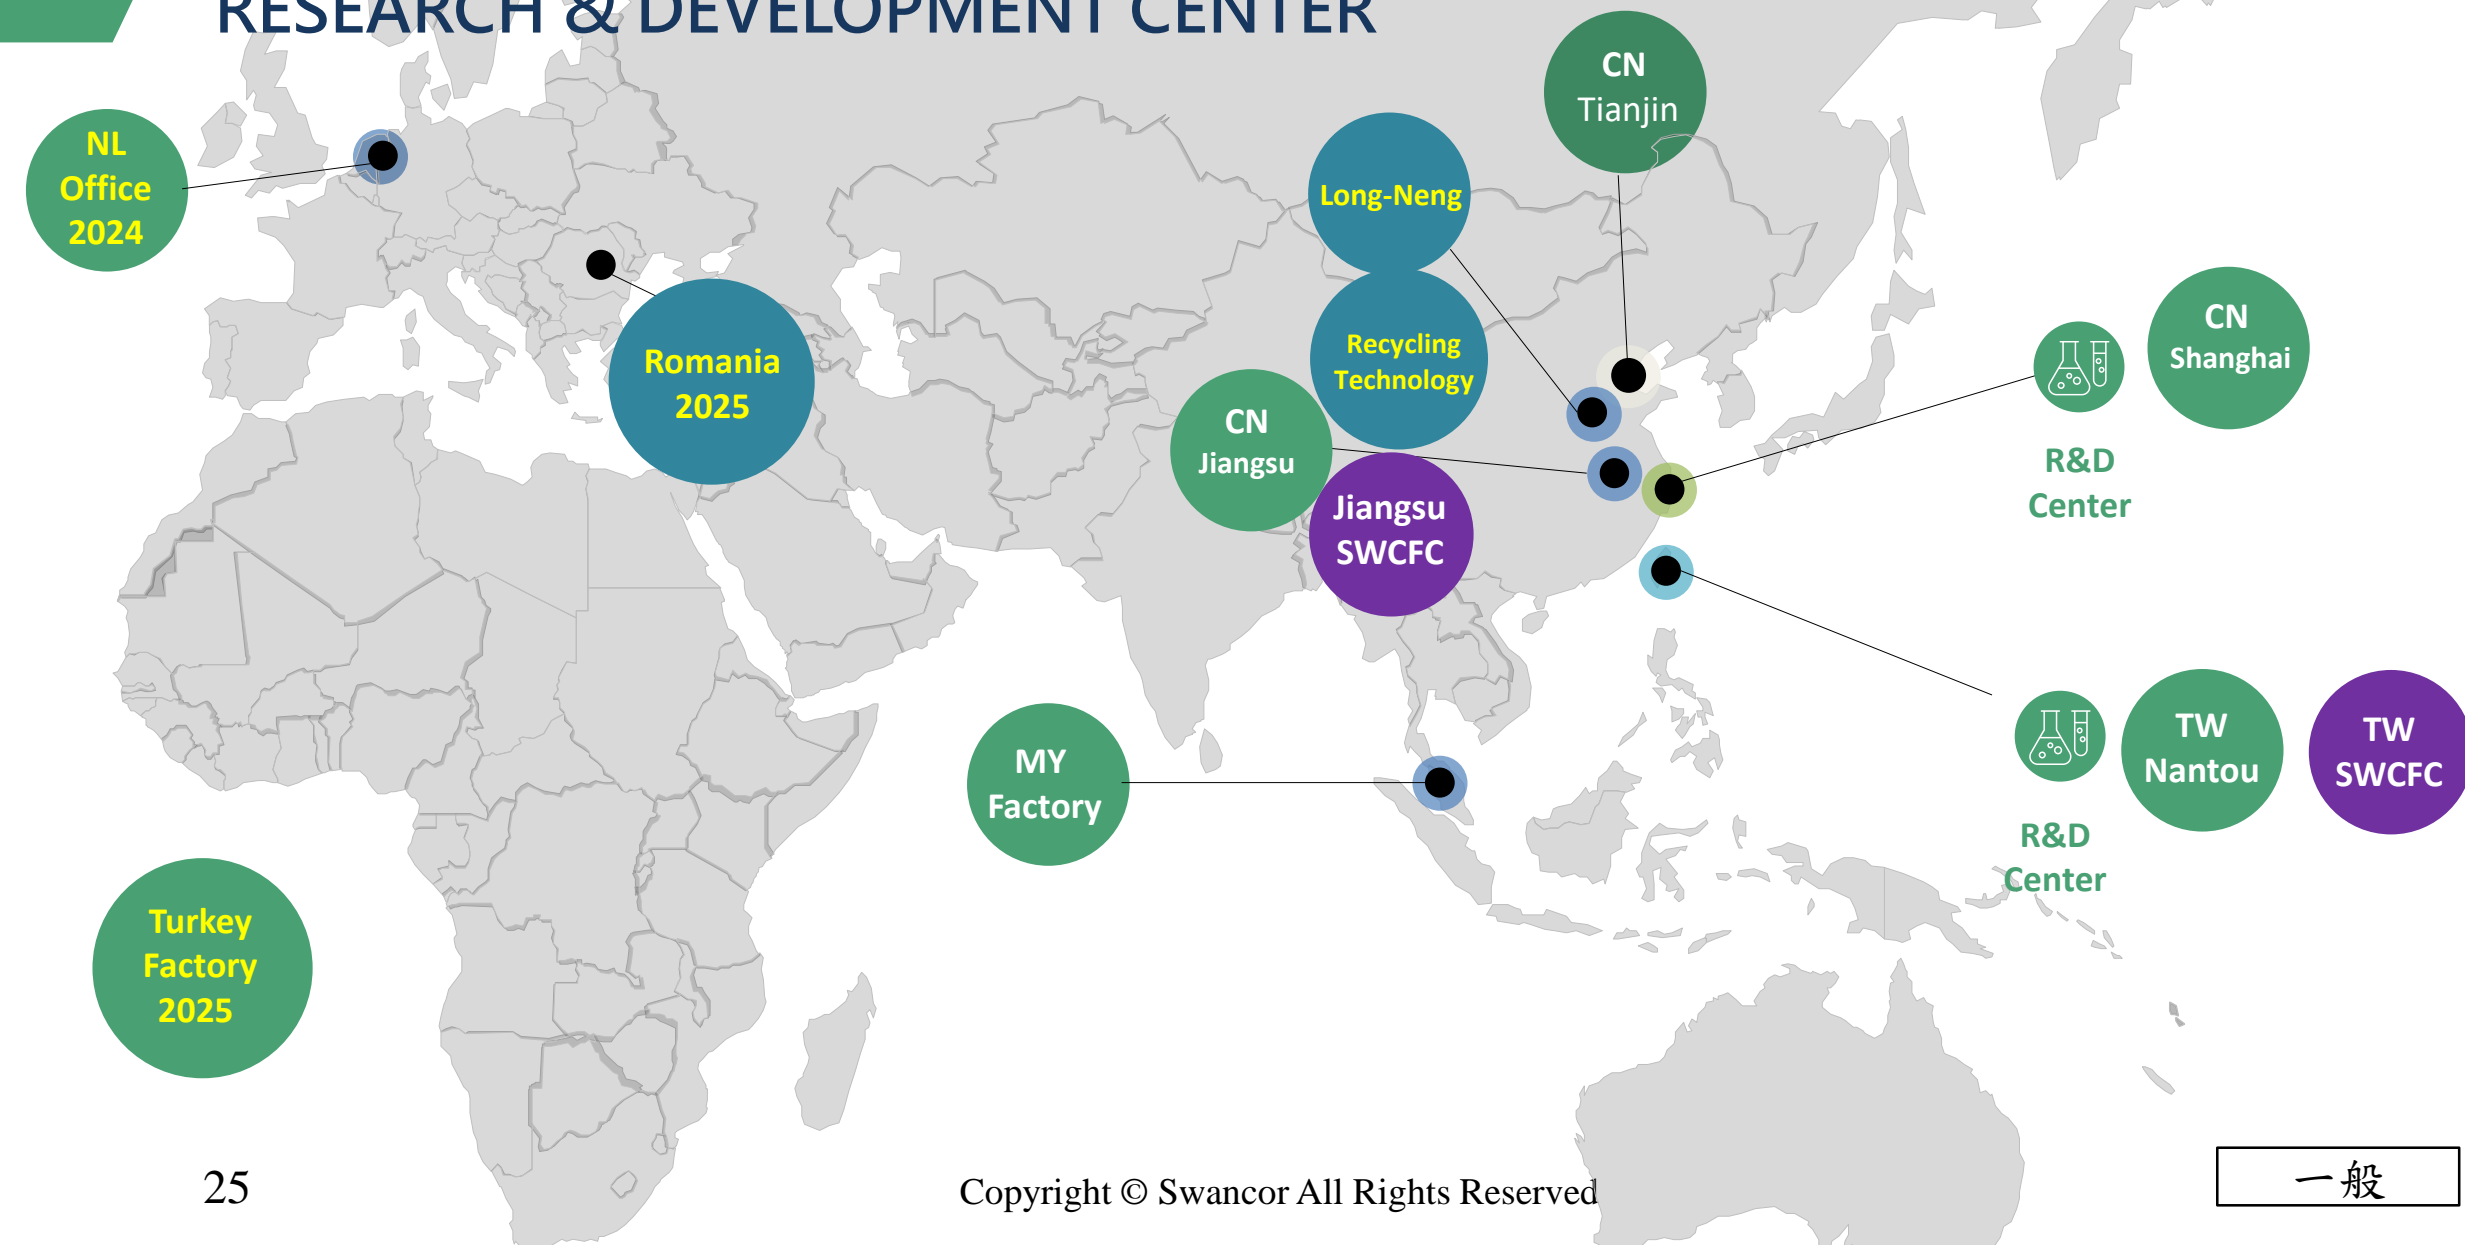 RESEARCH & DEVELOPMENT CENTER
CN
Tianjin
NL
Office
2024
Long-Neng
Romania
2025
Recycling
Technology
CN
Shanghai
R&D
Center
CN
Jiangsu
Jiangsu
SWCFC
MY
Factory
TW
Nantou
TW
SWCFC
R&D
Center
Turkey
Factory
2025
25
Copyright © Swancor All Rights Reserved
一般